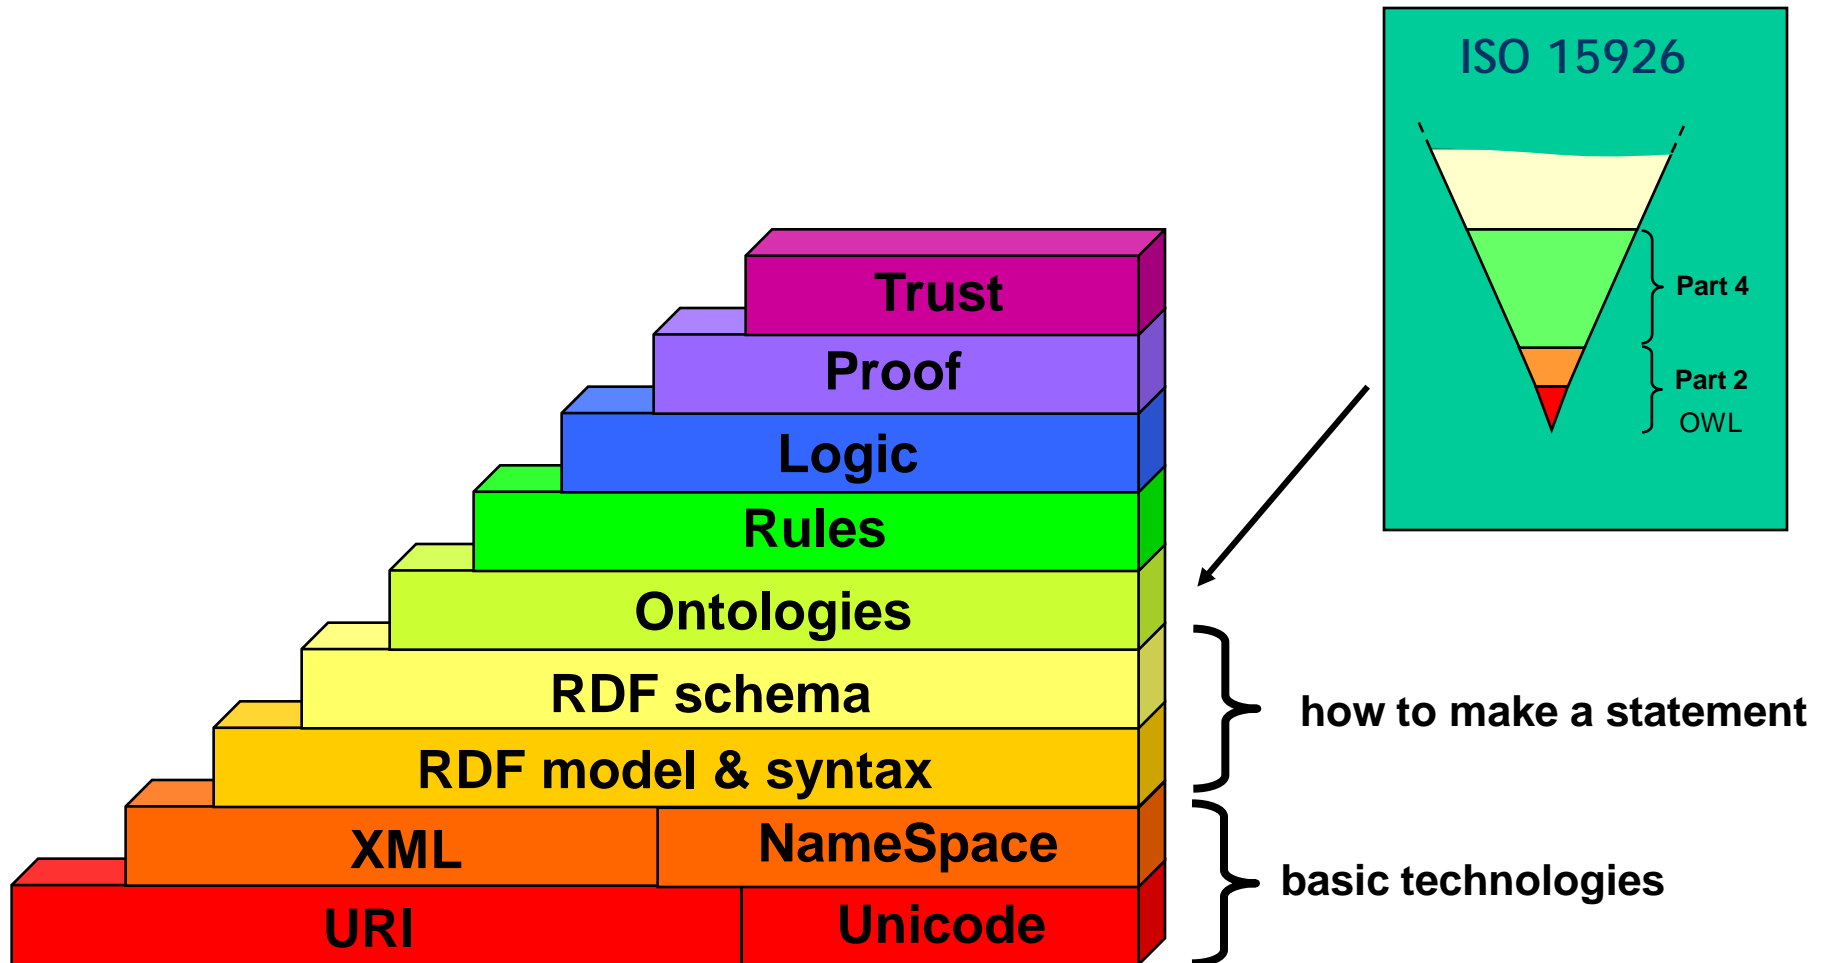 ISO 15926
Part 4
Part 2
OWL
Trust
Proof
Logic
Rules
Ontologies
RDF schema
RDF model & syntax
how to make a statement
XML
NameSpace
URI
Unicode
basic technologies